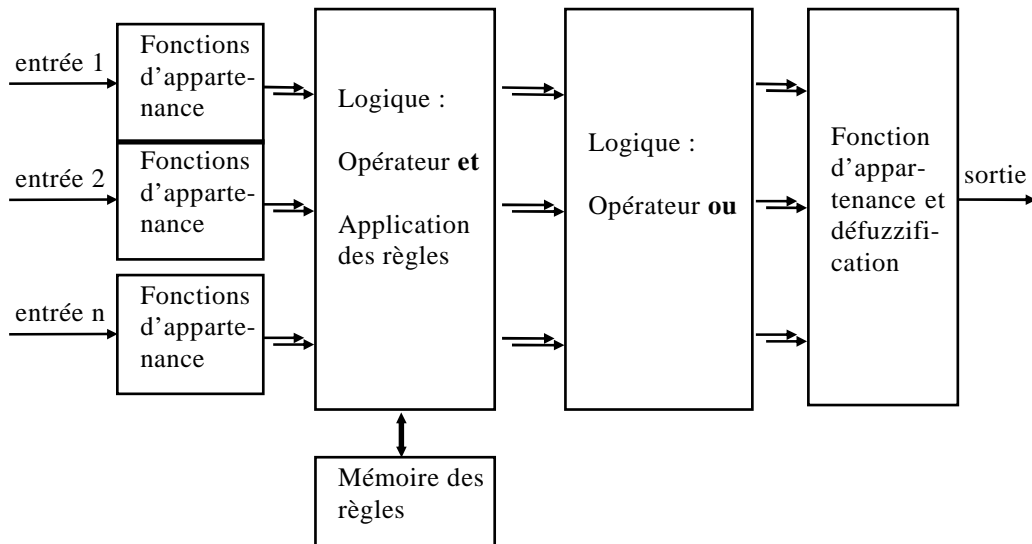 entrée 1
Fonctions
d'apparte-
nance
entrée 2
Fonctions
d'apparte-
nance
entrée n
Fonctions
d'apparte-
nance
Logique :
Opérateur et
Application
des règles
Mémoire des
règles
Logique :
Opérateur ou
Fonction
d'appar-
tenance et
défuzzifi-
cation
sortie